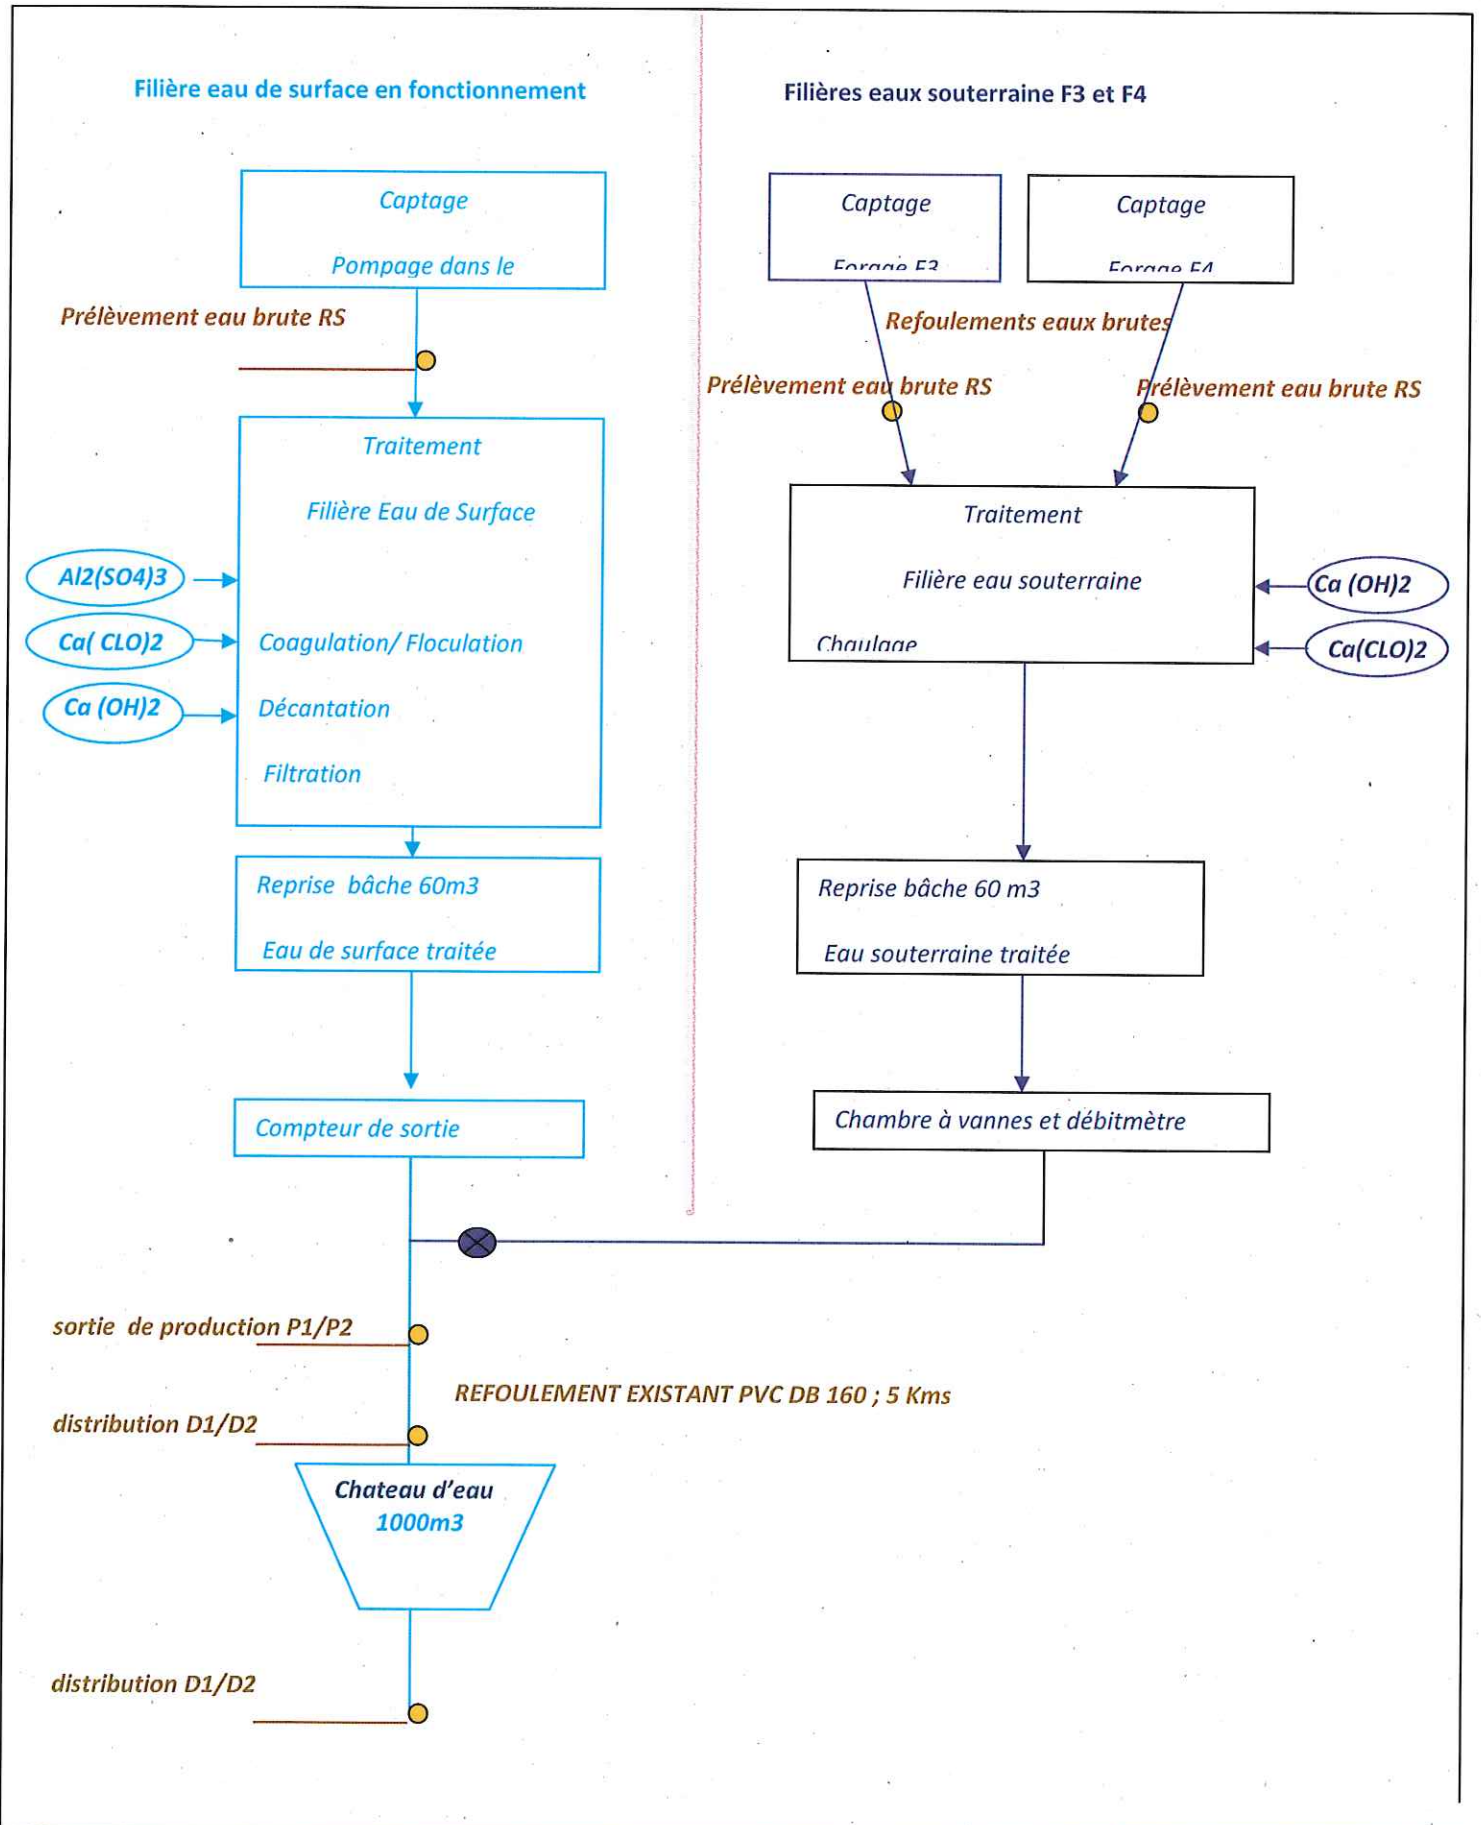 Filière eau de surface en fonctionnement
Captage
Pompage dans le
Prélèvement eau brute RS
Traitement
Filière Eau de Surface
Al2(SO4)3
Ca( CLO)2
Coagulation/ Floculation
Ca (OH)2
Décantation
Filtration
Reprise bâche 60m3
Eau de surface traitée
Compteur de sortie
Filières eaux souterraine F3 et F4
Captage
Forage F3
Captage
Forage F4
Refoulements eaux brutes
Prélèvement eau brute RS
Prélèvement eau brute RS
Traitement
Filière eau souterraine
Ca (OH)2
Chaulage
Ca(CLO)2
Reprise bâche 60 m3
Eau souterraine traitée
Chambre à vannes et débitmètre
sortie de production P1/P2
REFOULEMENT EXISTANT PVC DB 160 ; 5 Kms
distribution D1/D2
Chateau d'eau
1000m3
distribution D1/D2